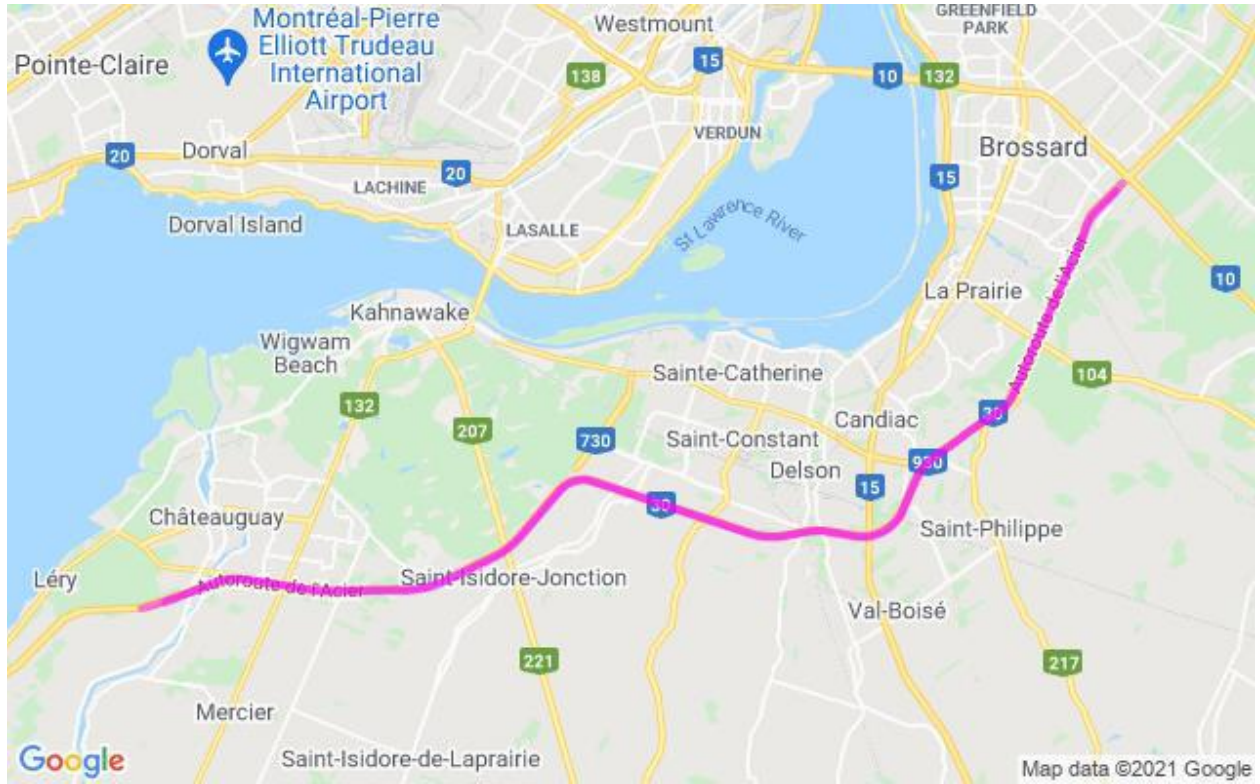 Montréal-Pierre
Elliott Trudeau
International
Airport
Pointe-Claire
Westmount
GREENFIELD
PARK
15
138
10
132
VERDUN
Brossard
20
Dorval
20
LACHINE
15
Dorval Island
LASALLE
St Lawrence River
10
La Prairie
Autoroute de l'Acier
Kahnawake
Wigwam
Beach
Sainte-Catherine
104
132
207
730
Saint-Constant
Candiac
30
Delson
930
15
30
Châteauguay
Saint-Philippe
Léry
Autoroute de l'Acier
Saint-Isidore-Jonction
Val-Boisé
221
217
Mercier
Saint-Isidore-de-Laprairie
Google
Map data ©2021 Google